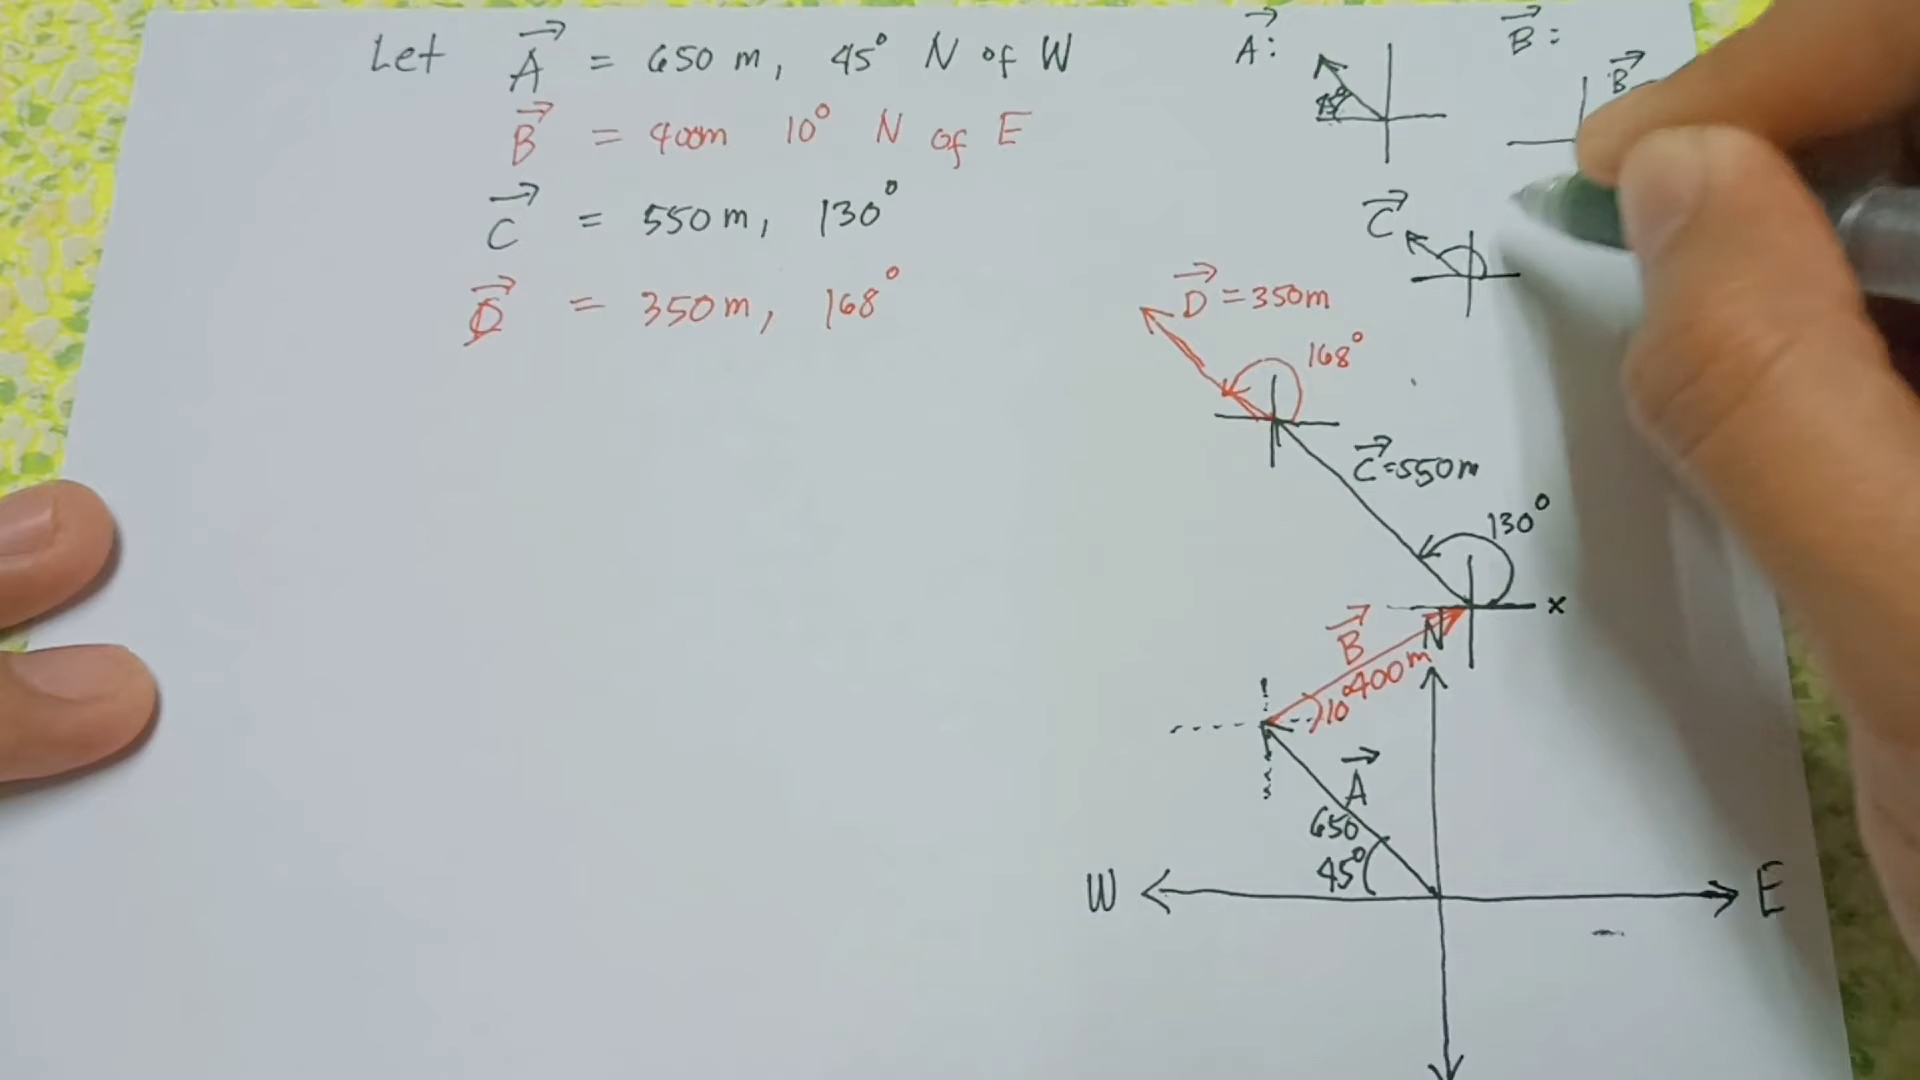 Let A = 650 m, 45° N of W
B = 400m 10° N of E
C = 550 m, 130°
D = 350 m, 168°
A:
45°
B:
B
C
D = 350m
168°
C = 550m
130°
x
B
N
400m
10°
A
650
45°
W
E